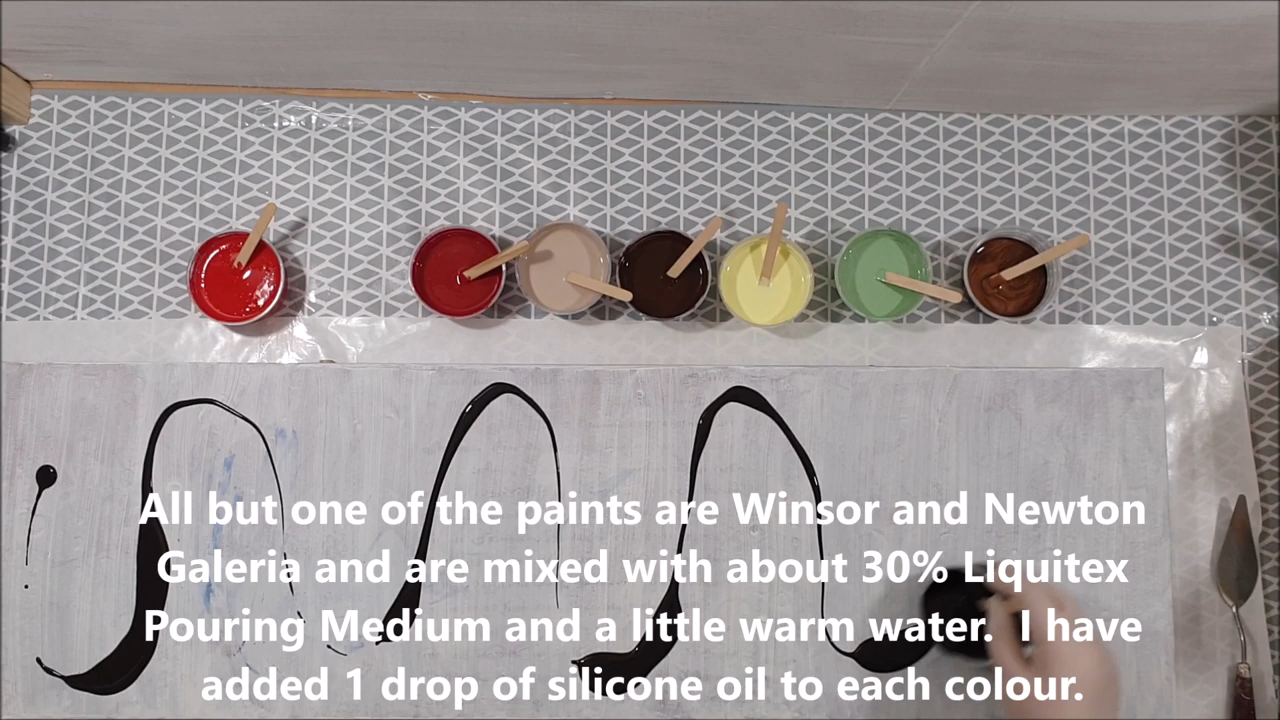 All but one of the paints are Winsor and Newton
Galeria and are mixed with about 30% Liquitex
Pouring Medium and a little warm water.  I have
added 1 drop of silicone oil to each colour.